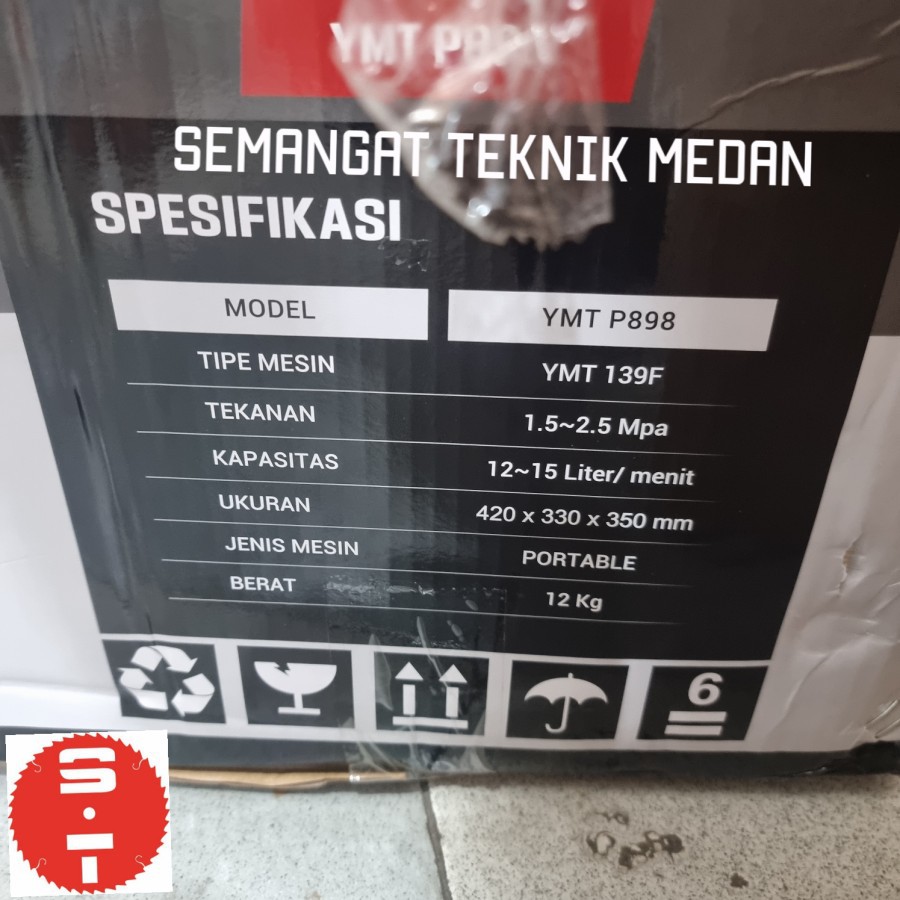 YMT
SEMANGAT TEKNIK MEDAN
SPESIFIKASI
MODEL YMT P898
TIPE MESIN YMT 139F
TEKANAN 1.5~2.5 Mpa
KAPASITAS 12~15 Liter/ menit
UKURAN 420 x 330 x 350 mm
JENIS MESIN PORTABLE
BERAT 12 Kg
6
S·T